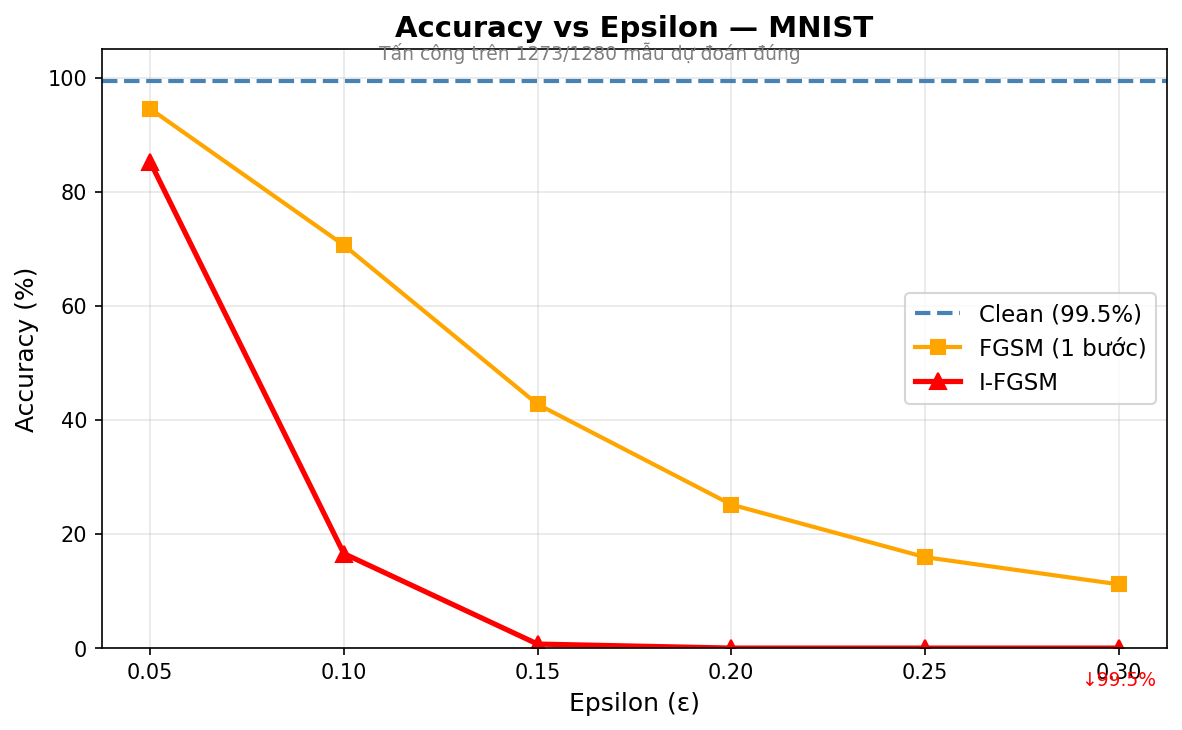 Accuracy vs Epsilon — MNIST
Tấn công trên 1273/1280 mẫu dự đoán đúng
Accuracy (%)
100
80
60
40
20
0
Clean (99.5%)
FGSM (1 bước)
I-FGSM
0.05 0.10 0.15 0.20 0.25 0.30
↓99.5%
Epsilon (ε)